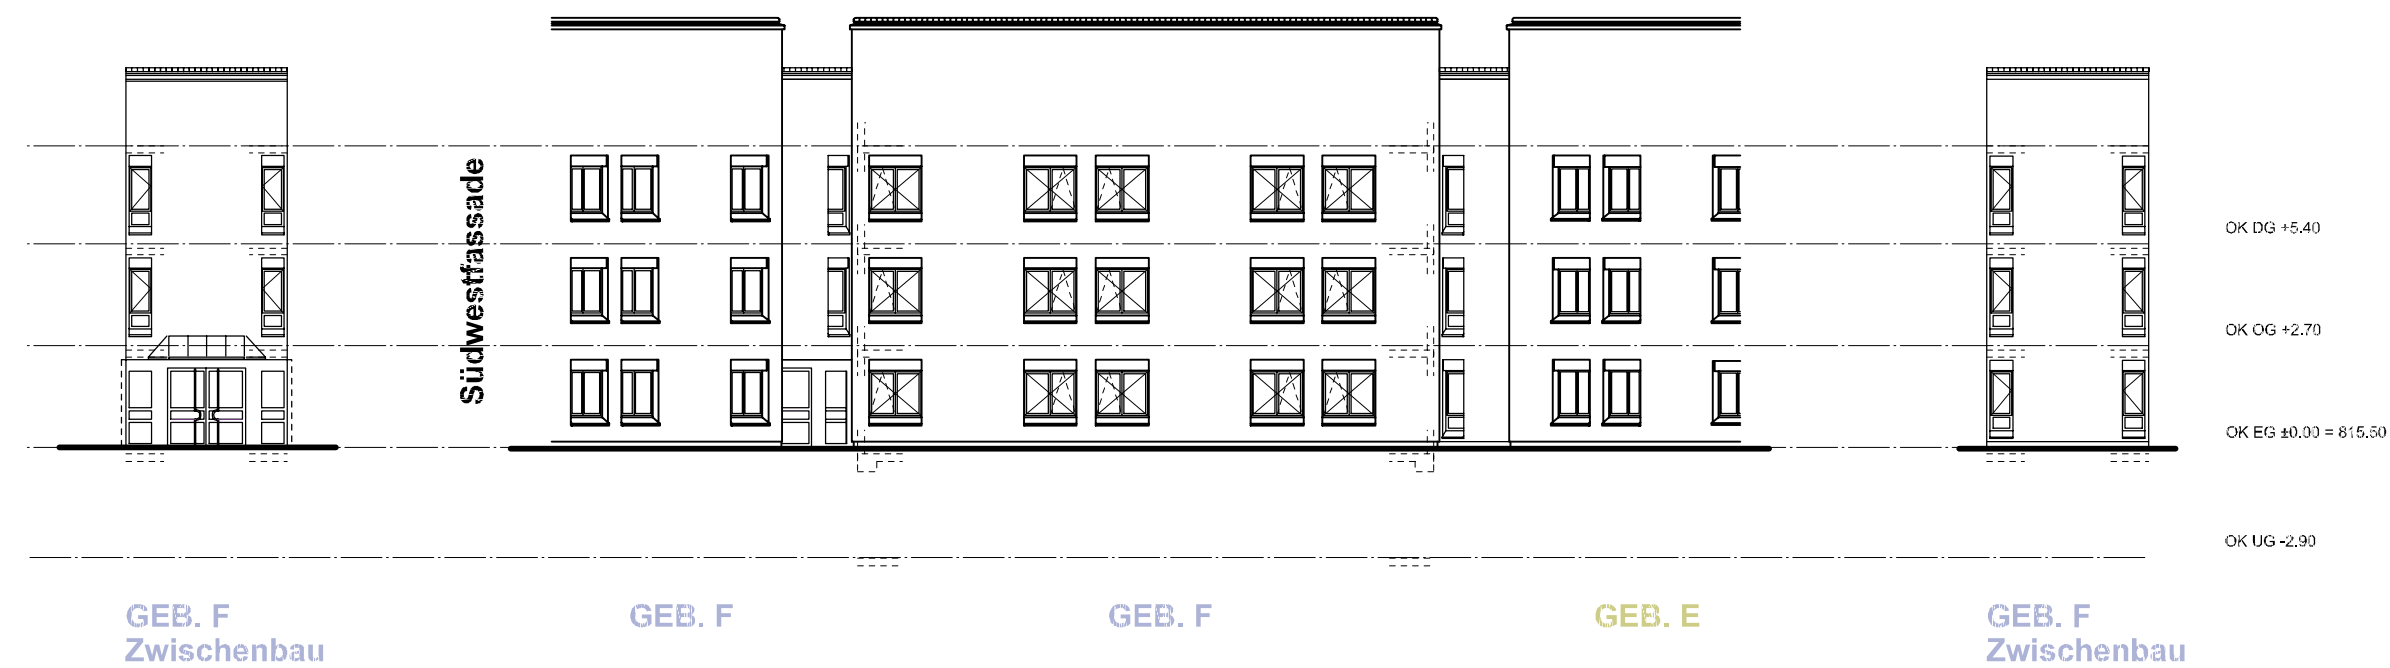 Südwestfassade
OK DG +5.40
OK OG +2.70
OK EG ±0.00 = 815.50
OK UG -2.90
GEB. F
Zwischenbau
GEB. F
GEB. F
GEB. E
GEB. F
Zwischenbau